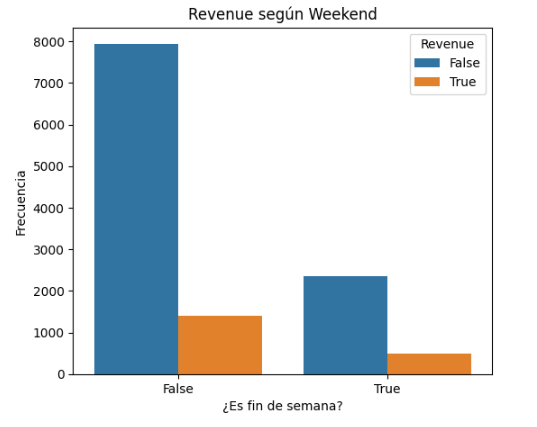 Revenue según Weekend
Revenue
False
True
8000
7000
6000
5000
4000
3000
2000
1000
0
Frecuencia
False
True
¿Es fin de semana?